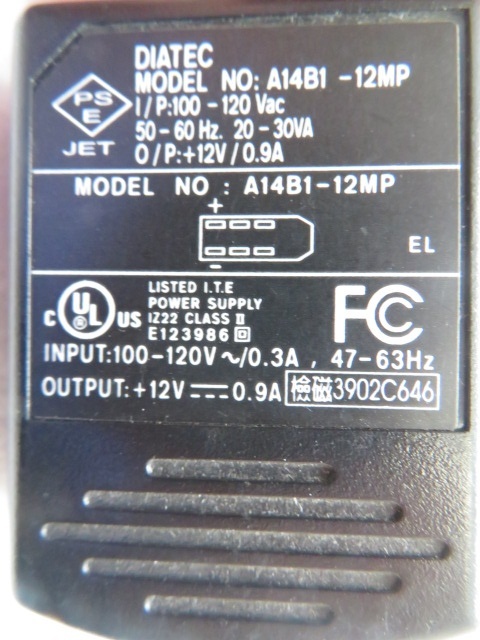 DIATEC
MODEL NO: A14B1 -12MP
I/P:100 - 120 Vac
50 - 60 Hz. 20 - 30VA
O/P:+12V/0.9A
PS
E
JET
MODEL NO : A14B1-12MP
+
-
EL
C UL US
®
LISTED I.T.E
POWER SUPPLY
IZ22 CLASS II
E123986
FC
INPUT:100-120V ~/0.3A , 47-63Hz
OUTPUT:+12V⎓0.9A 檢磁3902C646